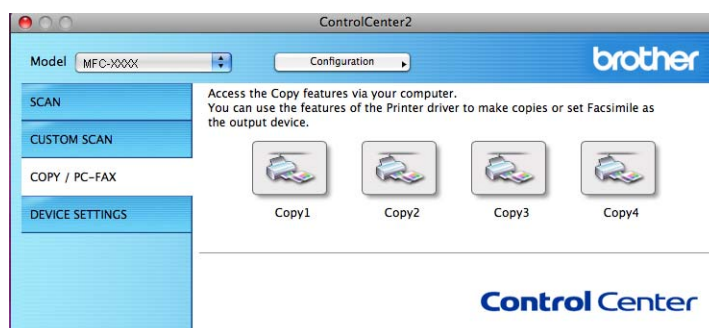 ControlCenter2
Model MFC-XXXX Configuration brother
SCAN
CUSTOM SCAN
COPY / PC-FAX
DEVICE SETTINGS
Access the Copy features via your computer.
You can use the features of the Printer driver to make copies or set Facsimile as
the output device.
Copy1 Copy2 Copy3 Copy4
Control Center